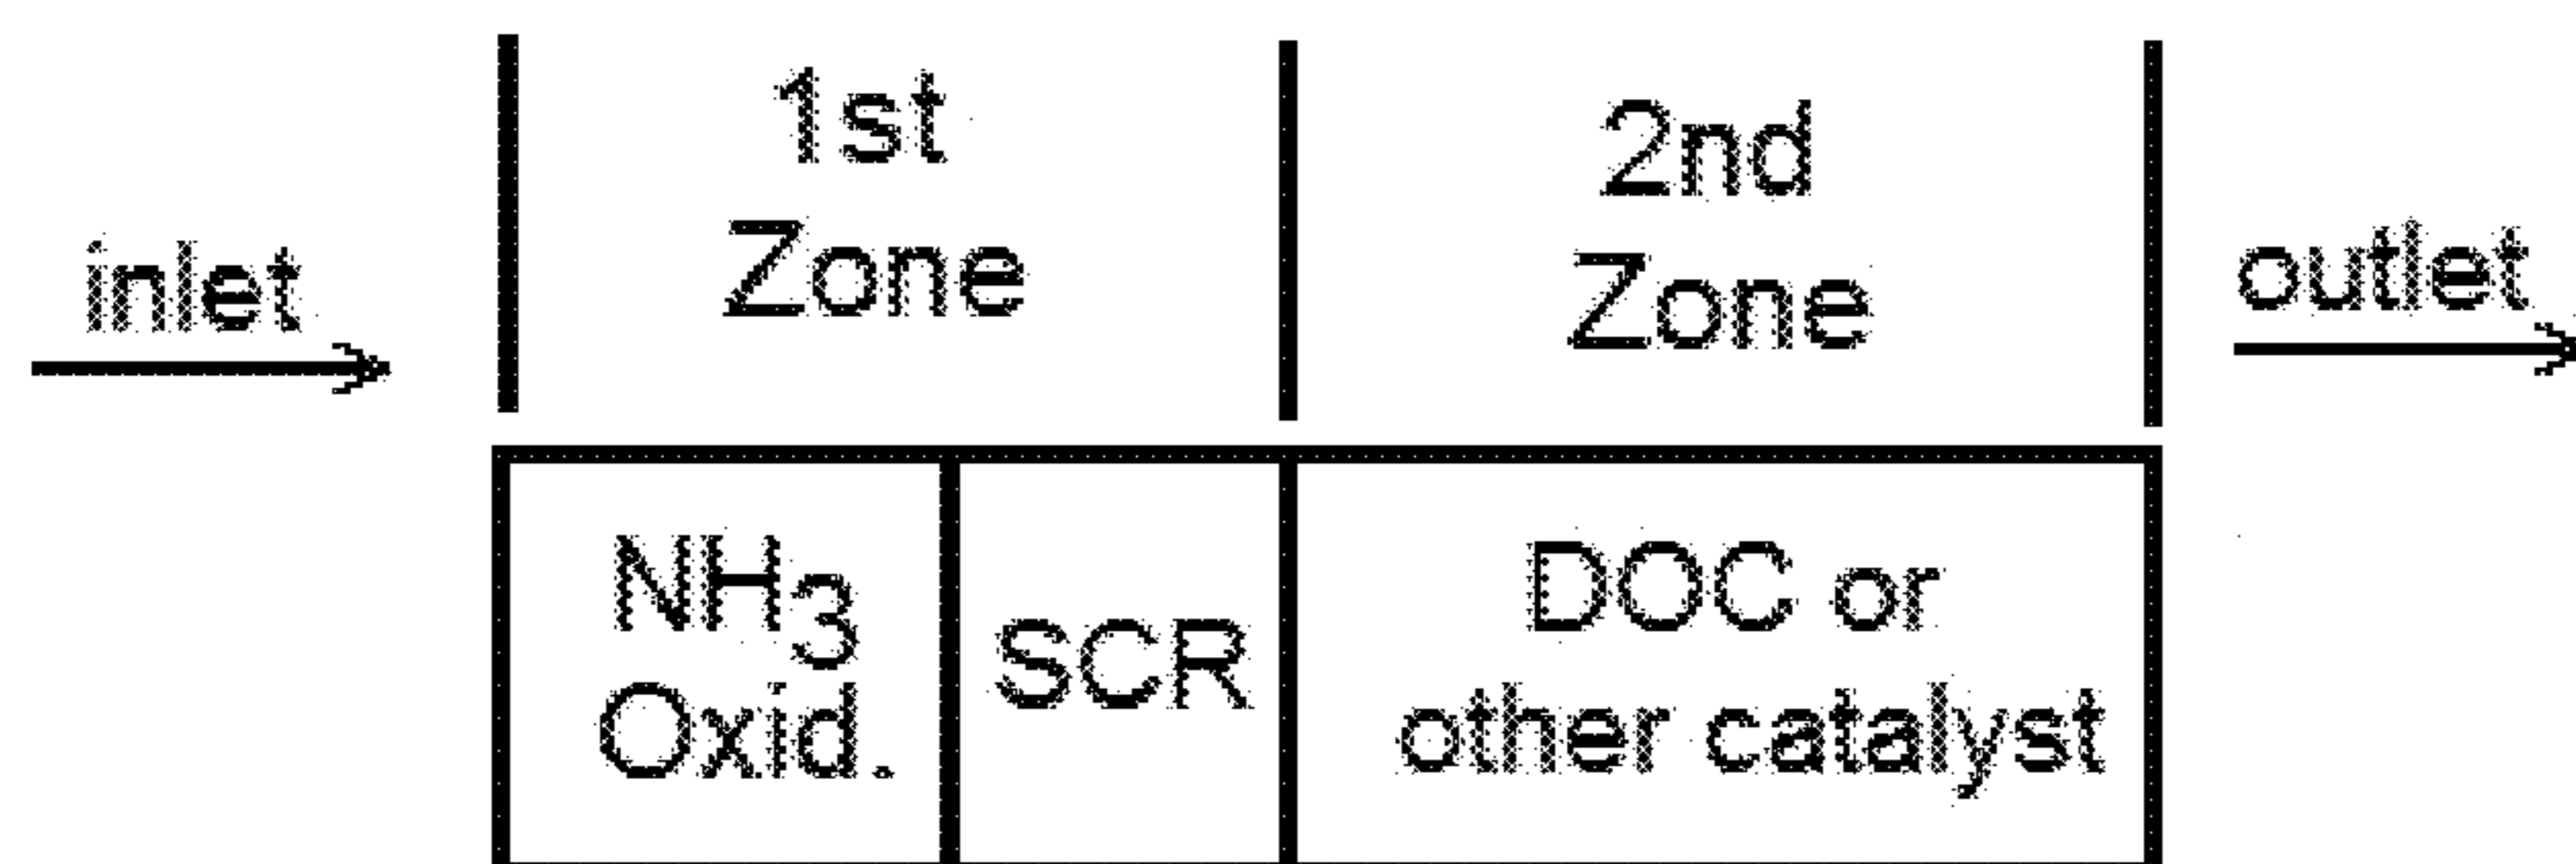 inlet
1st
Zone
2nd
Zone
outlet
NH3
Oxid.
SCR
DOC or
other catalyst